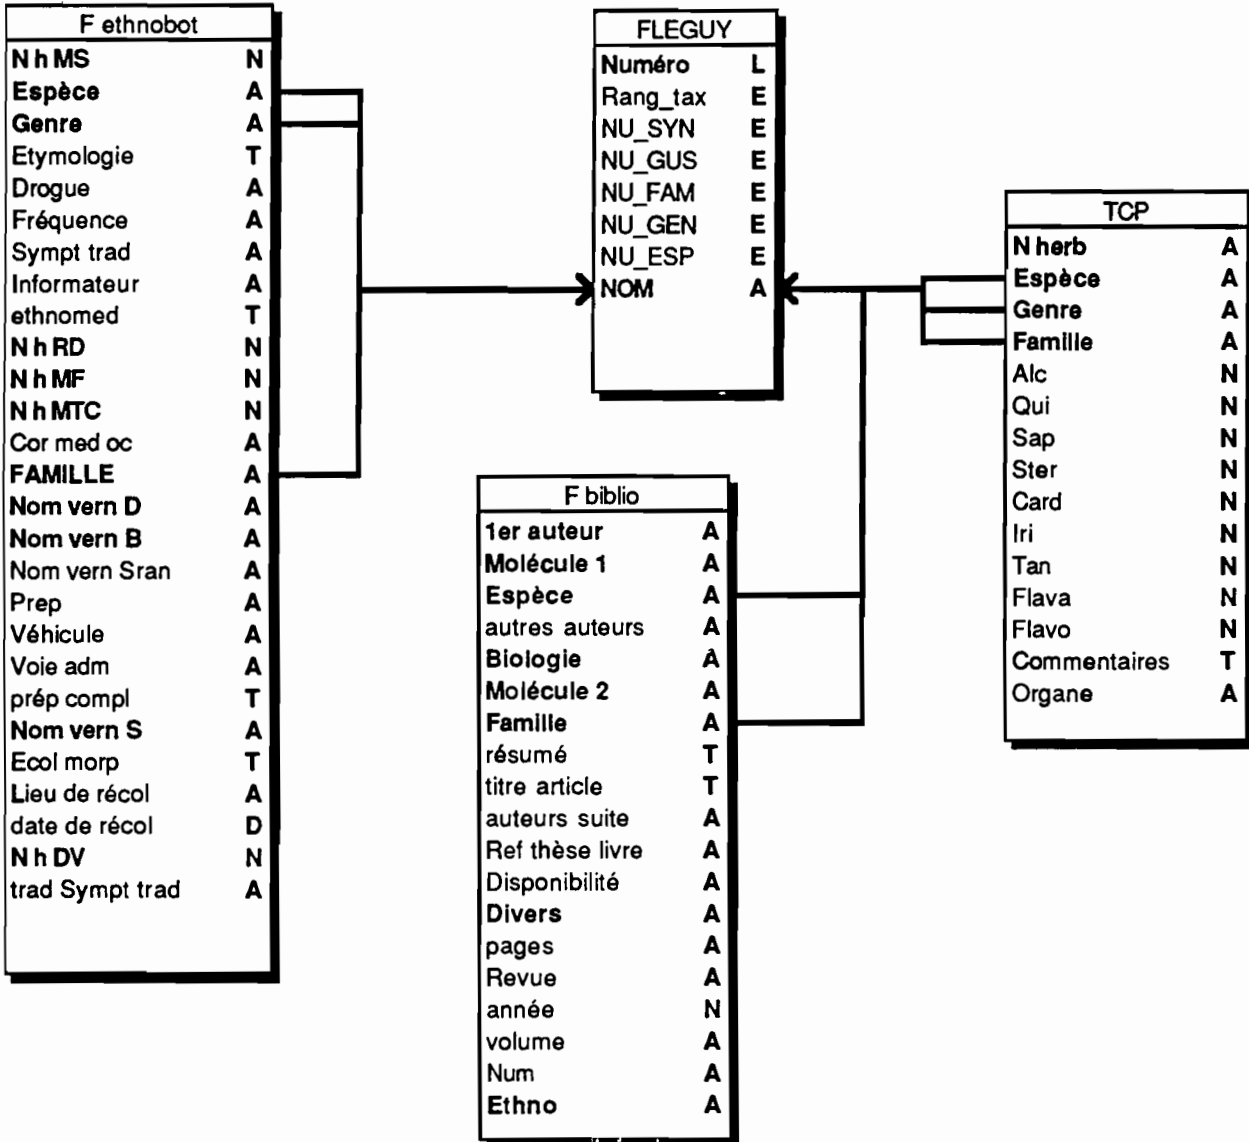 F ethnobot
N h MS N
Espèce A
Genre A
Etymologie T
Drogue A
Fréquence A
Sympt trad A
Informateur A
ethnomed T
N h RD N
N h MF N
N h MTC N
Cor med oc A
FAMILLE A
Nom vern D A
Nom vern B A
Nom vern Sran A
Prep A
Véhicule A
Voie adm A
prép compl T
Nom vern S A
Ecol morp T
Lieu de récol A
date de récol D
N h DV N
trad Sympt trad A
FLEGUY
Numéro L
Rang_tax E
NU_SYN E
NU_GUS E
NU_FAM E
NU_GEN E
NU_ESP E
NOM A
F biblio
1er auteur A
Molécule 1 A
Espèce A
autres auteurs A
Biologie A
Molécule 2 A
Famille A
résumé T
titre article T
auteurs suite A
Ref thèse livre A
Disponibilité A
Divers A
pages A
Revue A
année N
volume A
Num A
Ethno A
TCP
N herb A
Espèce A
Genre A
Famille A
Alc N
Qui N
Sap N
Ster N
Card N
Iri N
Tan N
Flava N
Flavo N
Commentaires T
Organe A